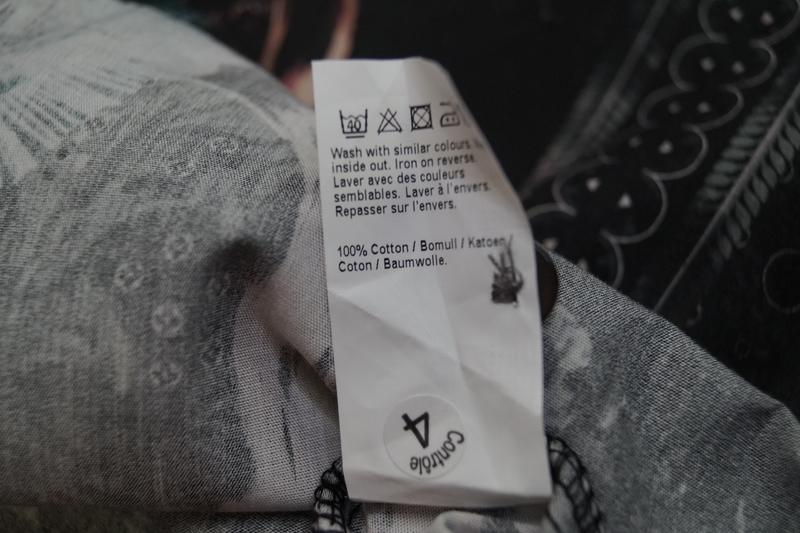 40
Wash with similar colours.
inside out. Iron on reverse.
Laver avec des couleurs
semblables. Laver à l'envers.
Repasser sur l'envers.
100% Cotton / Bomull / Katoen/
Coton / Baumwolle.
4
Contrôle